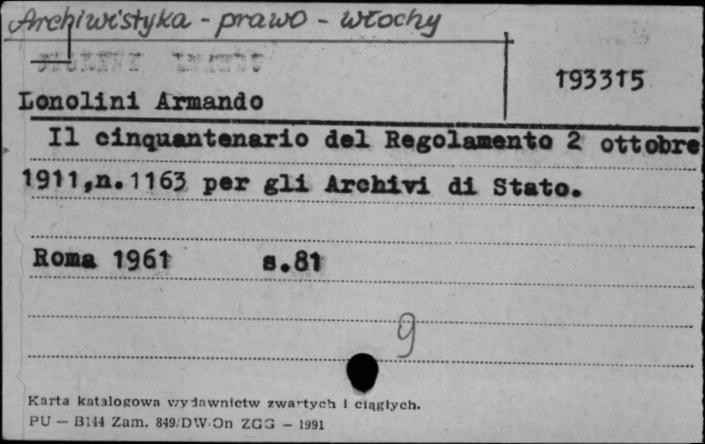 Archiwistyka - prawo - włochy
193315
Lonolini Armando
Il cinquantenario del Regolamento 2 ottobre
1911,n.1163 per gli Archivi di Stato.
Roma 1961 s.81
9
Karta katalogowa wydawnictw zwartych i ciągłych.
PU — B144 Zam. 849/DW/On ZGG — 1991